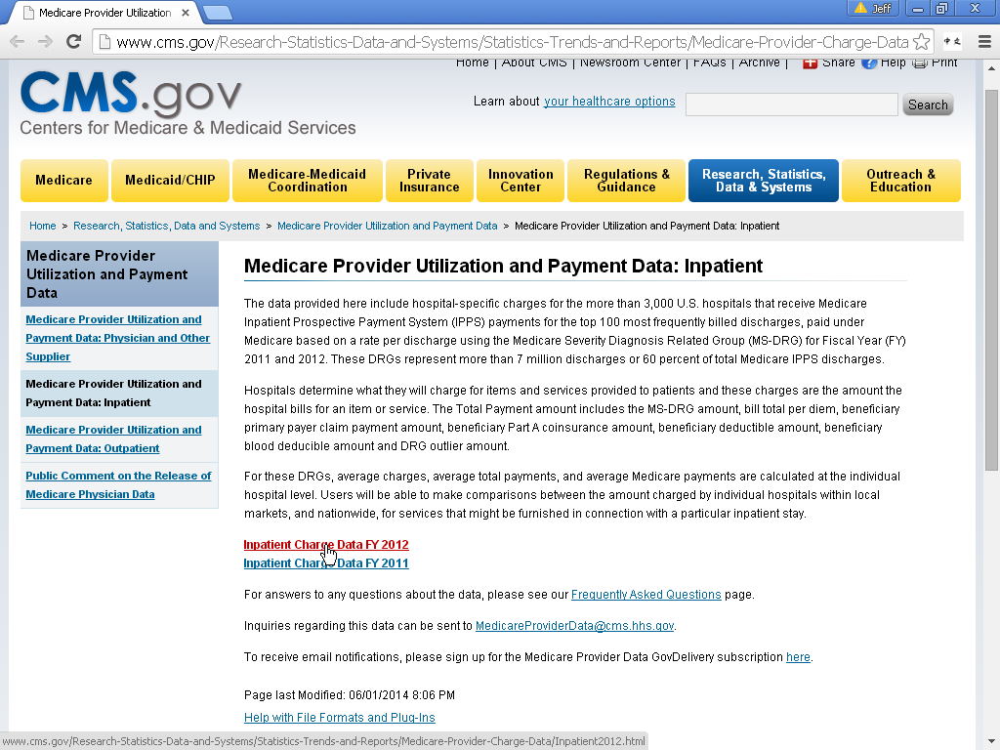 Medicare Provider Utilization
Jeff
www.cms.gov/Research-Statistics-Data-and-Systems/Statistics-Trends-and-Reports/Medicare-Provider-Charge-Data
Home | About CMS | Newsroom Center | FAQs | Archive | Share Help Print
CMS.gov
Centers for Medicare & Medicaid Services
Learn about your healthcare options
Search
Medicare
Medicaid/CHIP
Medicare-Medicaid
Coordination
Private
Insurance
Innovation
Center
Regulations &
Guidance
Research, Statistics,
Data & Systems
Outreach &
Education
Home > Research, Statistics, Data and Systems > Medicare Provider Utilization and Payment Data > Medicare Provider Utilization and Payment Data: Inpatient
Medicare Provider
Utilization and Payment
Data
Medicare Provider Utilization and
Payment Data: Physician and Other
Supplier
Medicare Provider Utilization and
Payment Data: Inpatient
Medicare Provider Utilization and
Payment Data: Outpatient
Public Comment on the Release of
Medicare Physician Data
Medicare Provider Utilization and Payment Data: Inpatient
The data provided here include hospital-specific charges for the more than 3,000 U.S. hospitals that receive Medicare
Inpatient Prospective Payment System (IPPS) payments for the top 100 most frequently billed discharges, paid under
Medicare based on a rate per discharge using the Medicare Severity Diagnosis Related Group (MS-DRG) for Fiscal Year (FY)
2011 and 2012. These DRGs represent more than 7 million discharges or 60 percent of total Medicare IPPS discharges.
Hospitals determine what they will charge for items and services provided to patients and these charges are the amount the
hospital bills for an item or service. The Total Payment amount includes the MS-DRG amount, bill total per diem, beneficiary
primary payer claim payment amount, beneficiary Part A coinsurance amount, beneficiary deductible amount, beneficiary
blood deducible amount and DRG outlier amount.
For these DRGs, average charges, average total payments, and average Medicare payments are calculated at the individual
hospital level. Users will be able to make comparisons between the amount charged by individual hospitals within local
markets, and nationwide, for services that might be furnished in connection with a particular inpatient stay.
Inpatient Charge Data FY 2012
Inpatient Charge Data FY 2011
For answers to any questions about the data, please see our Frequently Asked Questions page.
Inquiries regarding this data can be sent to MedicareProviderData@cms.hhs.gov.
To receive email notifications, please sign up for the Medicare Provider Data GovDelivery subscription here.
Page last Modified: 06/01/2014 8:06 PM
Help with File Formats and Plug-Ins
www.cms.gov/Research-Statistics-Data-and-Systems/Statistics-Trends-and-Reports/Medicare-Provider-Charge-Data/Inpatient2012.html